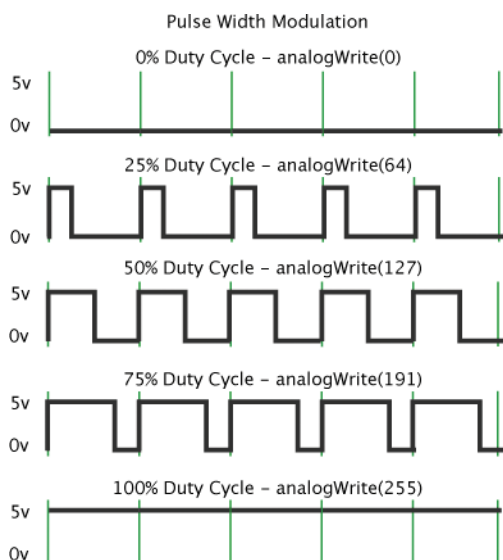 Pulse Width Modulation
0% Duty Cycle – analogWrite(0)
5v
0v
25% Duty Cycle – analogWrite(64)
5v
0v
50% Duty Cycle – analogWrite(127)
5v
0v
75% Duty Cycle – analogWrite(191)
5v
0v
100% Duty Cycle – analogWrite(255)
5v
0v